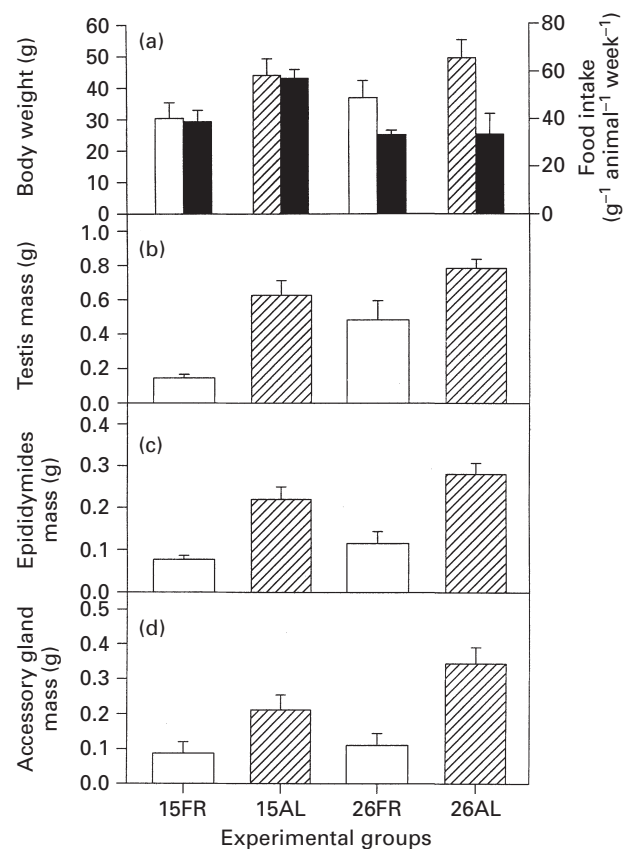 (a)
Body weight (g)
60
50
40
30
20
10
0
80
60
40
20
0
Food intake
(g⁻¹ animal⁻¹ week⁻¹)
(b)
Testis mass (g)
1.0
0.8
0.6
0.4
0.2
0.0
(c)
Epididymides
mass (g)
0.4
0.3
0.2
0.1
0.0
(d)
Accessory gland
mass (g)
0.5
0.4
0.3
0.2
0.1
0.0
15FR 15AL 26FR 26AL
Experimental groups